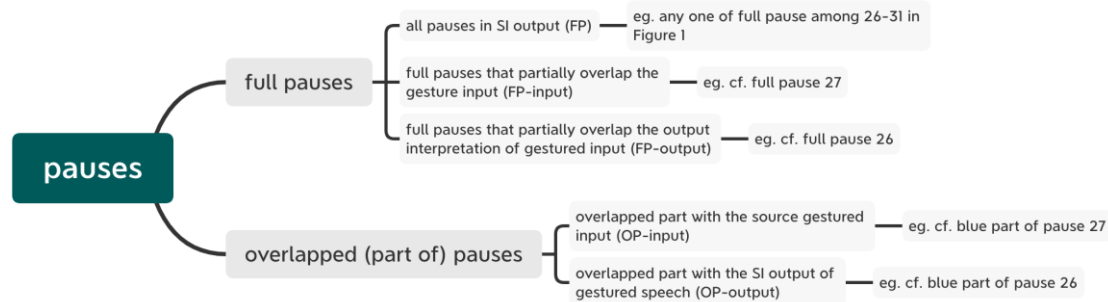 pauses
full pauses
all pauses in SI output (FP)
eg. any one of full pause among 26-31 in
Figure 1
full pauses that partially overlap the
gesture input (FP-input)
eg. cf. full pause 27
full pauses that partially overlap the output
interpretation of gestured input (FP-output)
eg. cf. full pause 26
overlapped (part of) pauses
overlapped part with the source gestured
input (OP-input)
eg. cf. blue part of pause 27
overlapped part with the SI output of
gestured speech (OP-output)
eg. cf. blue part of pause 26